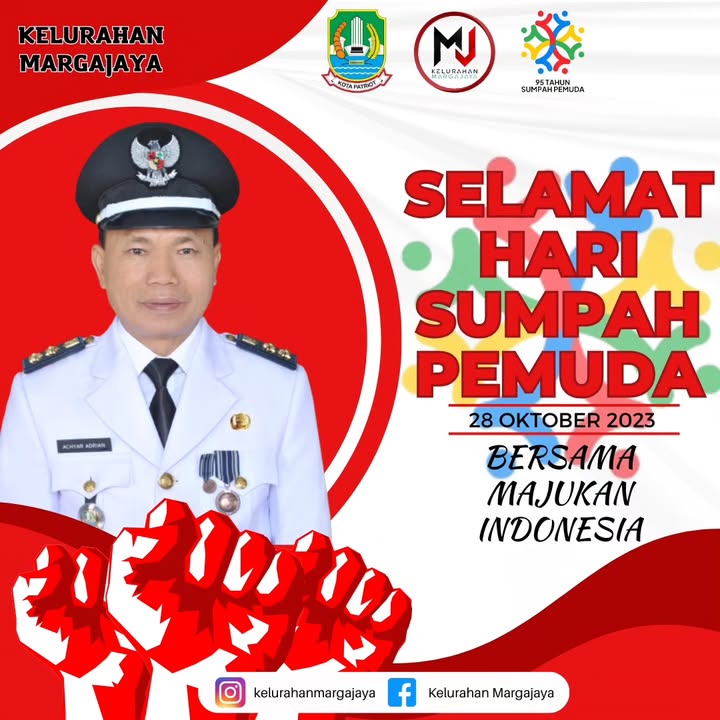 KELURAHAN
MARGAJAYA
KOTA PATRIOT
MJ
KELURAHAN
MARGAJAYA
95 TAHUN
SUMPAH PEMUDA
SELAMAT
HARI
SUMPAH
PEMUDA
28 OKTOBER 2023
BERSAMA
MAJUKAN
INDONESIA
ACHYAR ADRIAN
kelurahanmargajaya
Kelurahan Margajaya